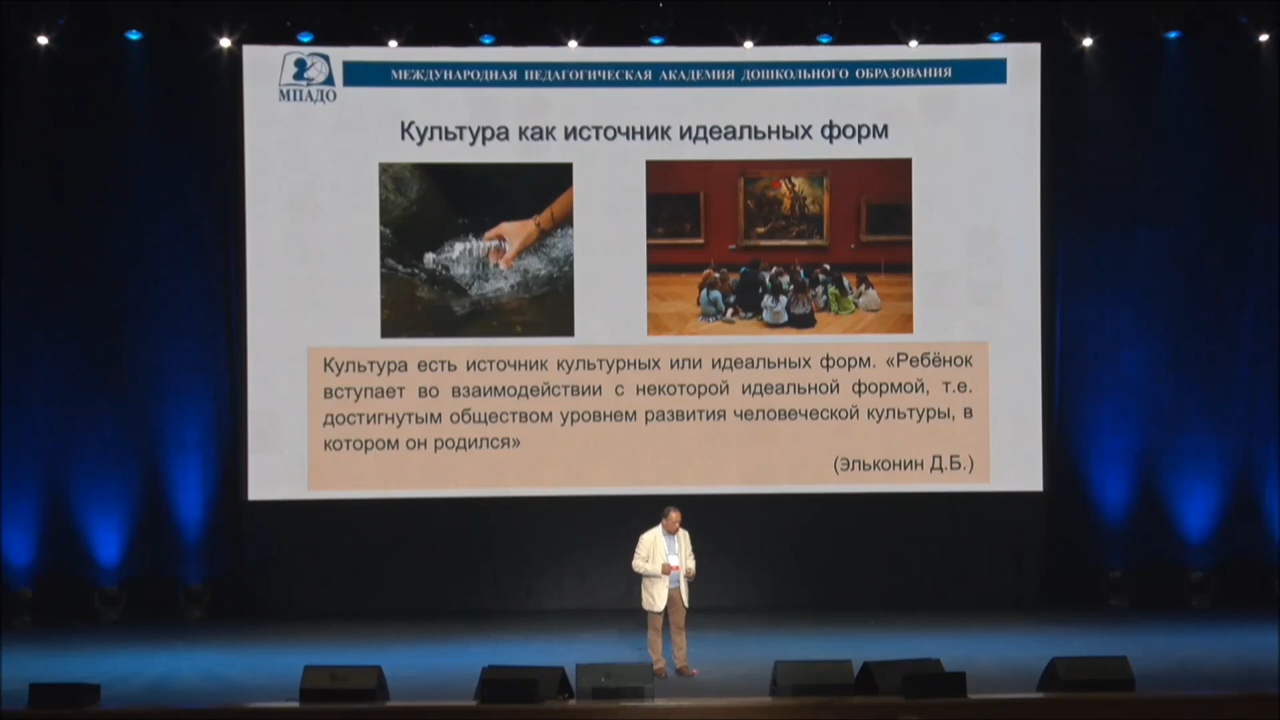 МЕЖДУНАРОДНАЯ ПЕДАГОГИЧЕСКАЯ АКАДЕМИЯ ДОШКОЛЬНОГО ОБРАЗОВАНИЯ
МПАДО
Культура как источник идеальных форм
Культура есть источник культурных или идеальных форм. «Ребёнок
вступает во взаимодействии с некоторой идеальной формой, т.е.
достигнутым обществом уровнем развития человеческой культуры, в
котором он родился»
(Эльконин Д.Б.)